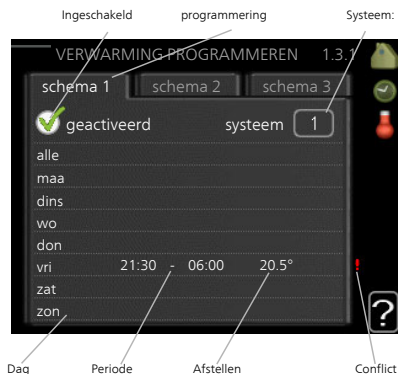 Ingeschakeld programmering Systeem:
VERWARMING PROGRAMMEREN 1.3.1
schema 1 schema 2 schema 3
geactiveerd systeem 1
alle
maa
dins
wo
don
vri 21:30 - 06:00 20.5° !
zat
zon
?
Dag Periode Afstellen Conflict